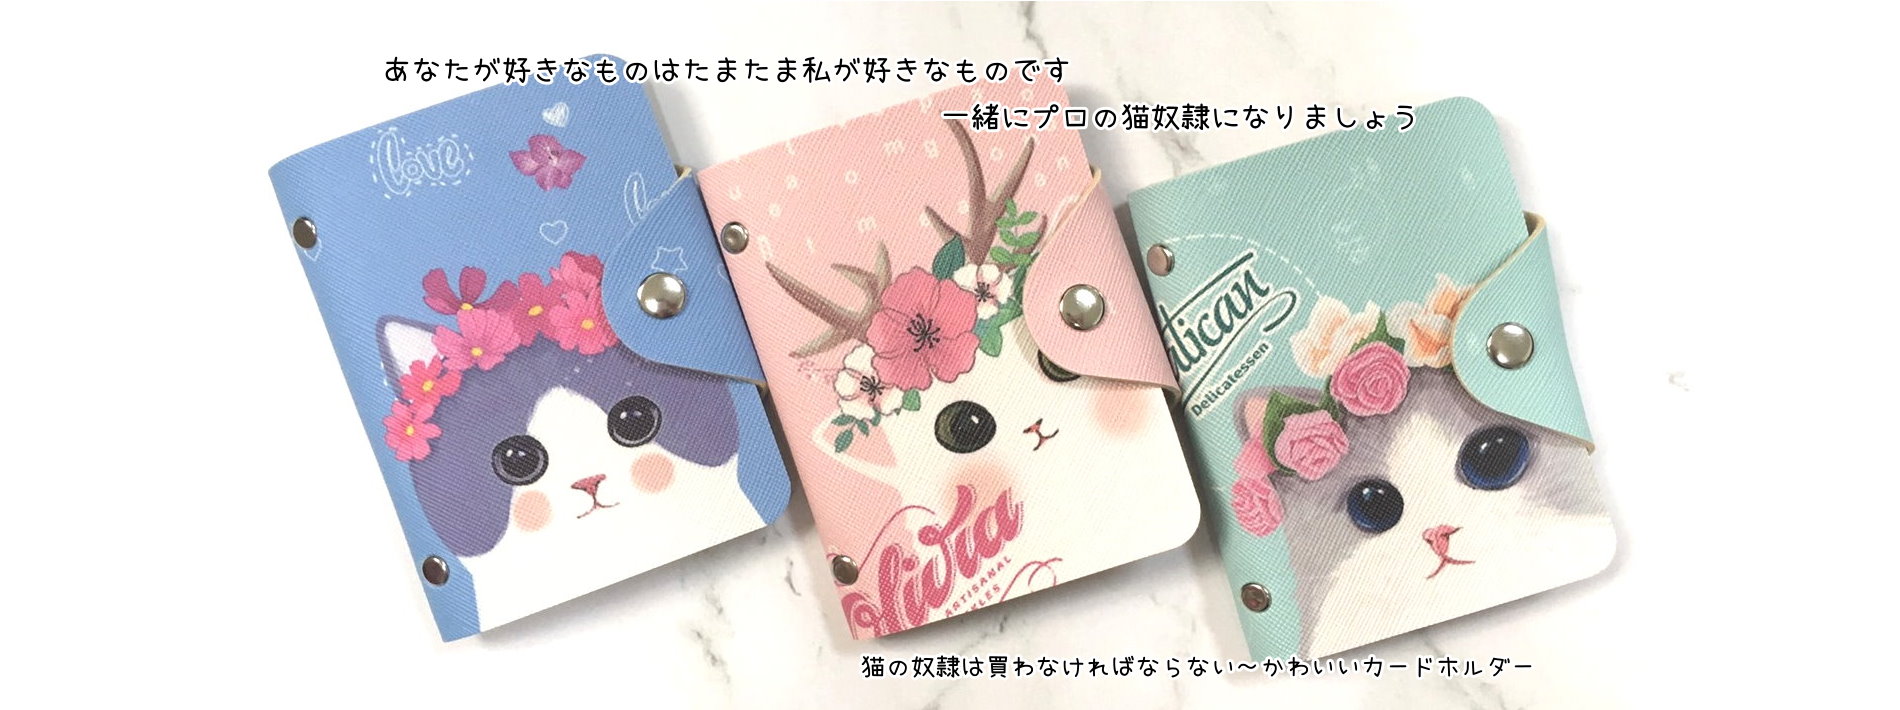 あなたが好きなものはたまたま私が好きなものです
一緒にプロの猫奴隷になりましょう
love
Olivia
ARTISANAL
atican
Delicatessen
猫の奴隷は買わなければならない～かわいいカードホルダー